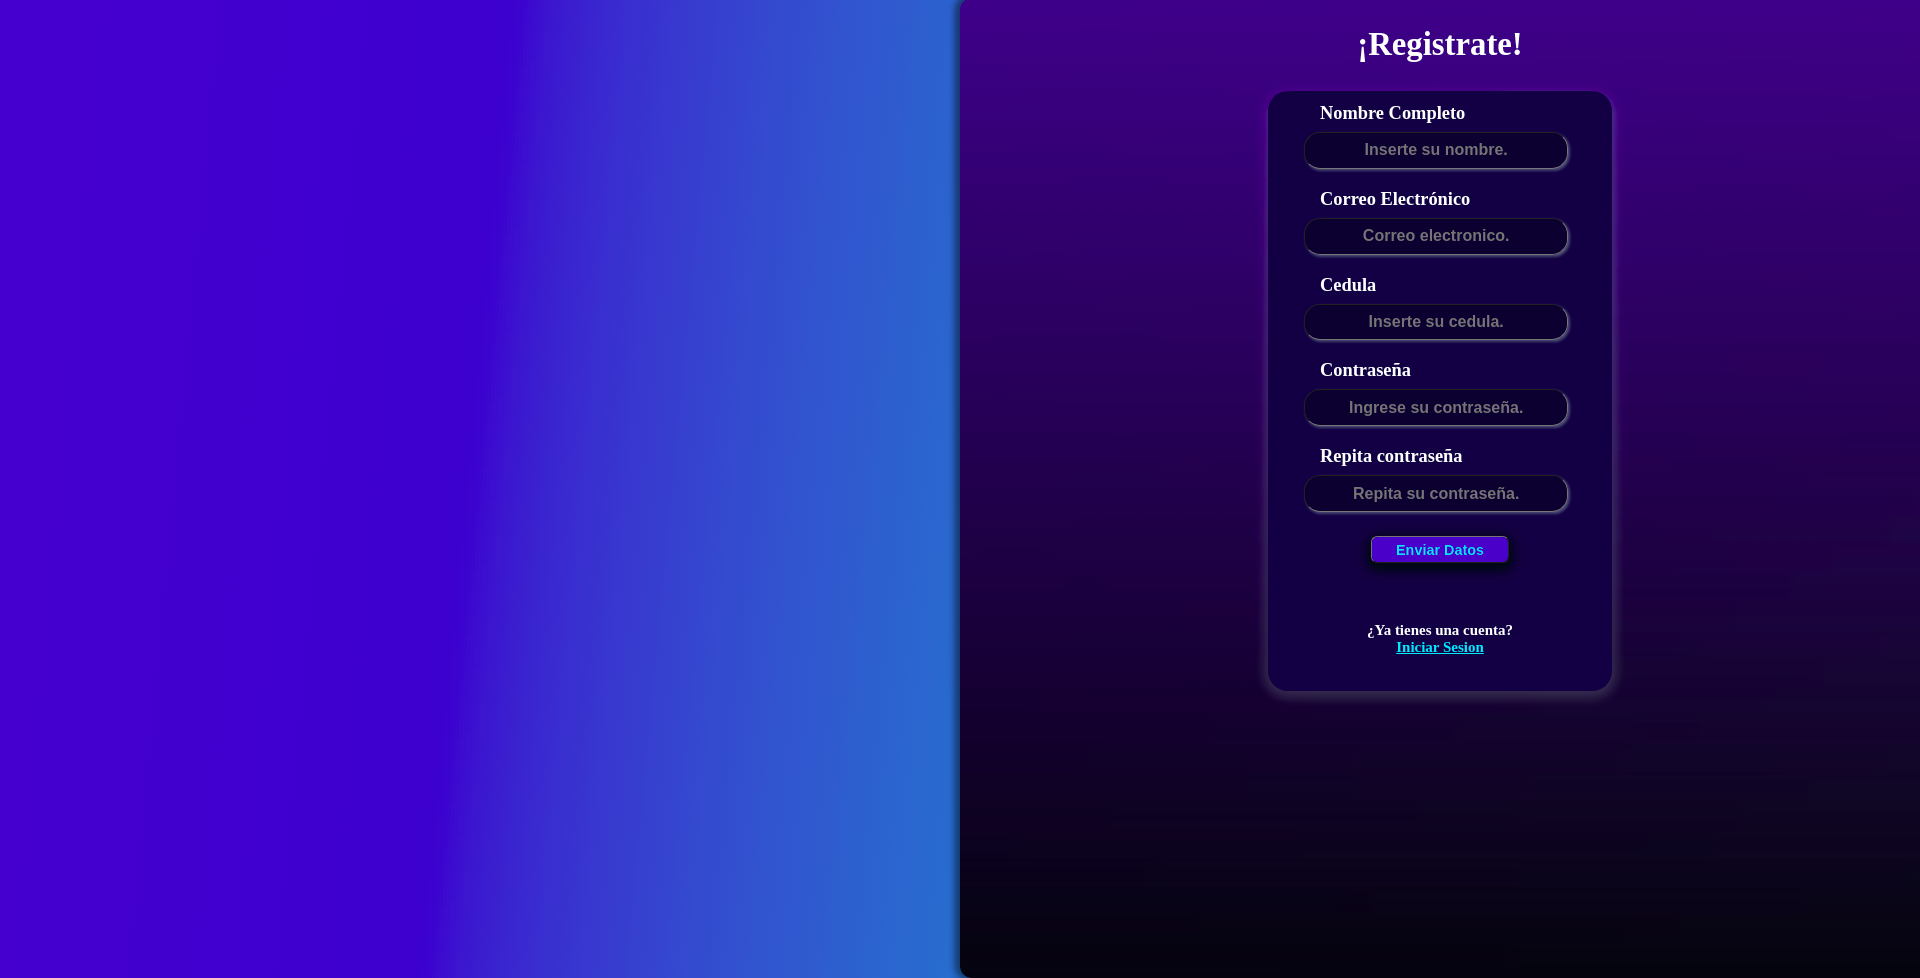 ¡Registrate!
Nombre Completo
Inserte su nombre.
Correo Electrónico
Correo electronico.
Cedula
Inserte su cedula.
Contraseña
Ingrese su contraseña.
Repita contraseña
Repita su contraseña.
Enviar Datos
¿Ya tienes una cuenta?
Iniciar Sesion